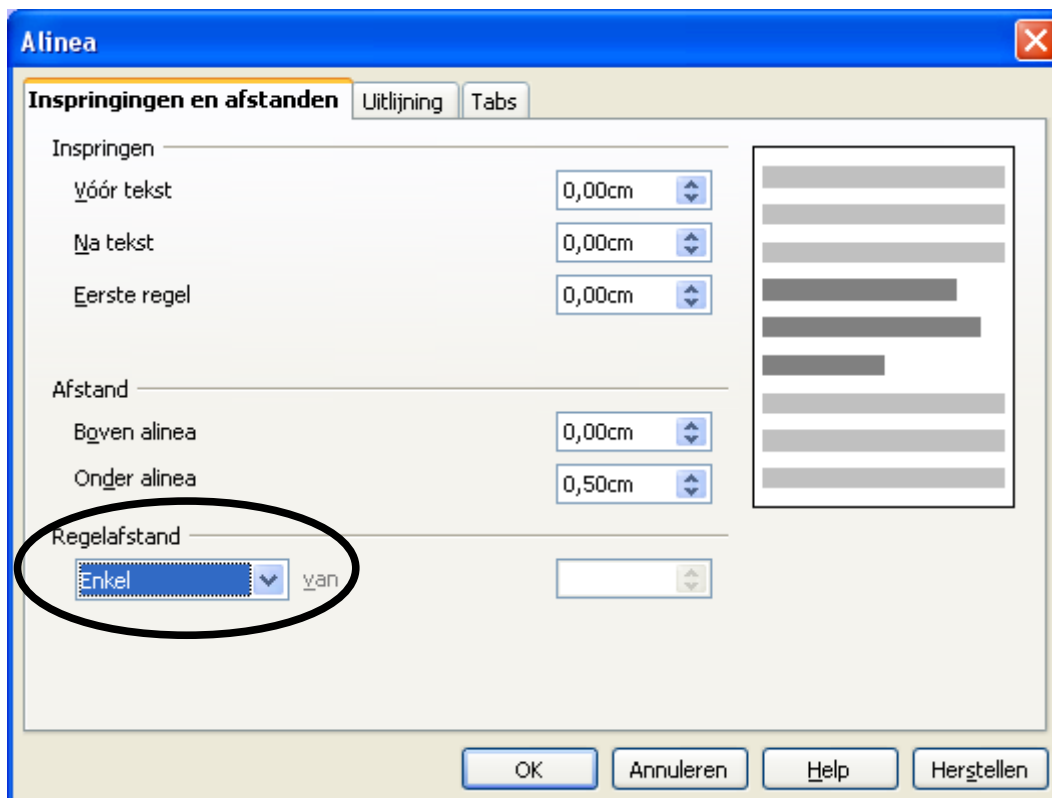 Alinea
Inspringingen en afstanden Uitlijning Tabs
Inspringen
Vóór tekst 0,00cm
Na tekst 0,00cm
Eerste regel 0,00cm
Afstand
Boven alinea 0,00cm
Onder alinea 0,50cm
Regelafstand
Enkel van
OK Annuleren Help Herstellen